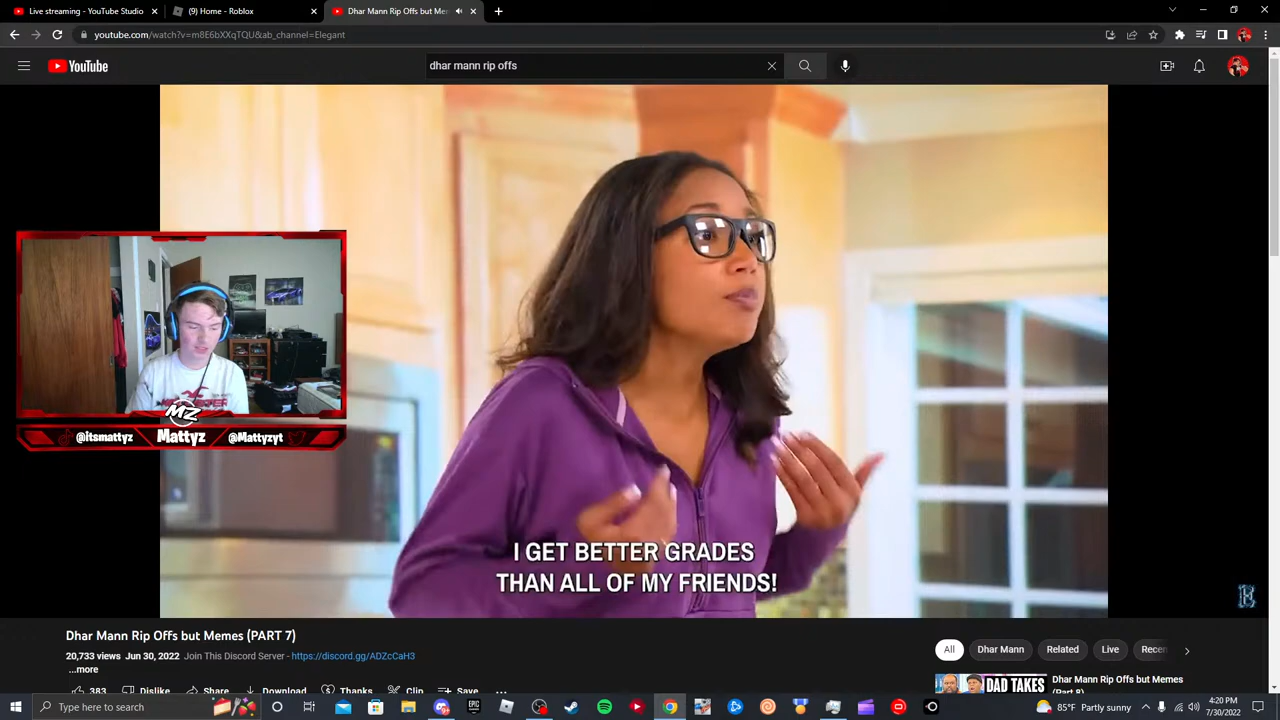 Live streaming - YouTube Studio
(9) Home - Roblox
Dhar Mann Rip Offs but Me
youtube.com/watch?v=m8E6bXXqTQU&ab_channel=Elegant
YouTube
dhar mann rip offs
MZ
@itsmattyz
Mattyz
@Mattyzyt
I GET BETTER GRADES
THAN ALL OF MY FRIENDS!
Dhar Mann Rip Offs but Memes (PART 7)
20,733 views Jun 30, 2022 Join This Discord Server - https://discord.gg/ADZcCaH3
...more
383 Dislike Share Download Thanks Clip Save
All Dhar Mann Related Live Recen
DAD TAKES
Dhar Mann Rip Offs but Memes
(Part 8)
Type here to search
85°F Partly sunny
4:20 PM
7/30/2022